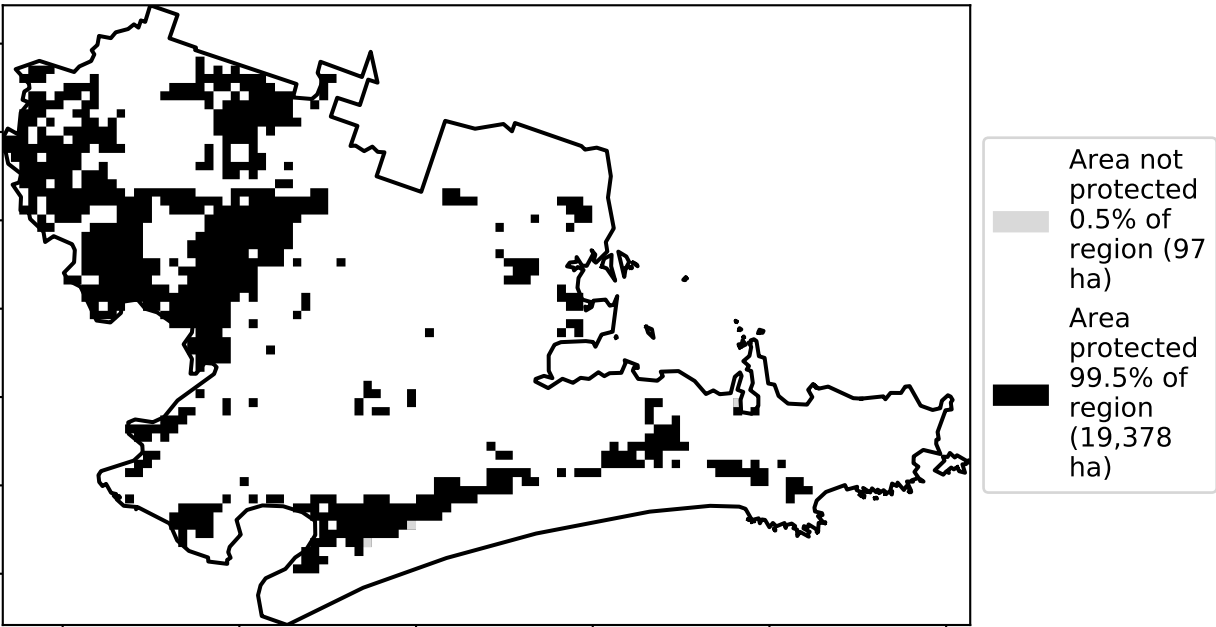 Area not
protected
0.5% of
region (97
ha)
Area
protected
99.5% of
region
(19,378
ha)